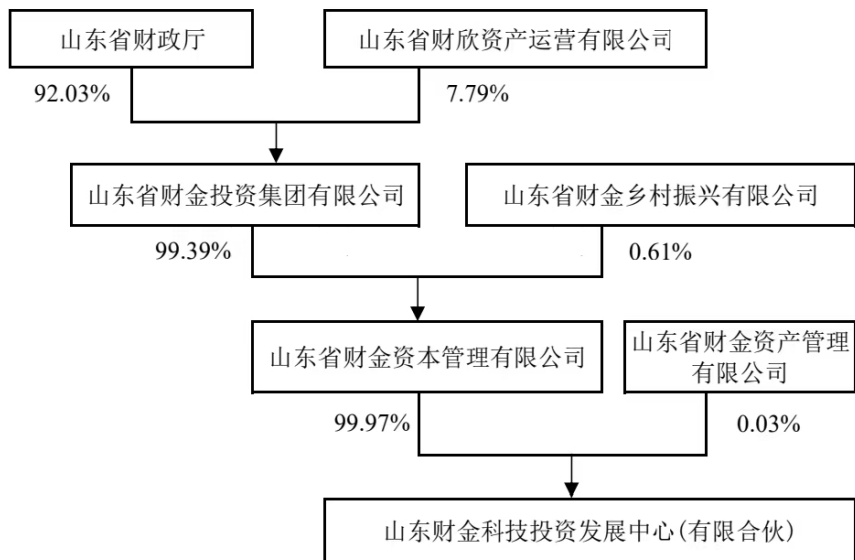 山东省财政厅
山东省财欣资产运营有限公司
92.03%
7.79%
山东省财金投资集团有限公司
山东省财金乡村振兴有限公司
99.39%
0.61%
山东省财金资本管理有限公司
山东省财金资产管理
有限公司
99.97%
0.03%
山东财金科技投资发展中心(有限合伙)